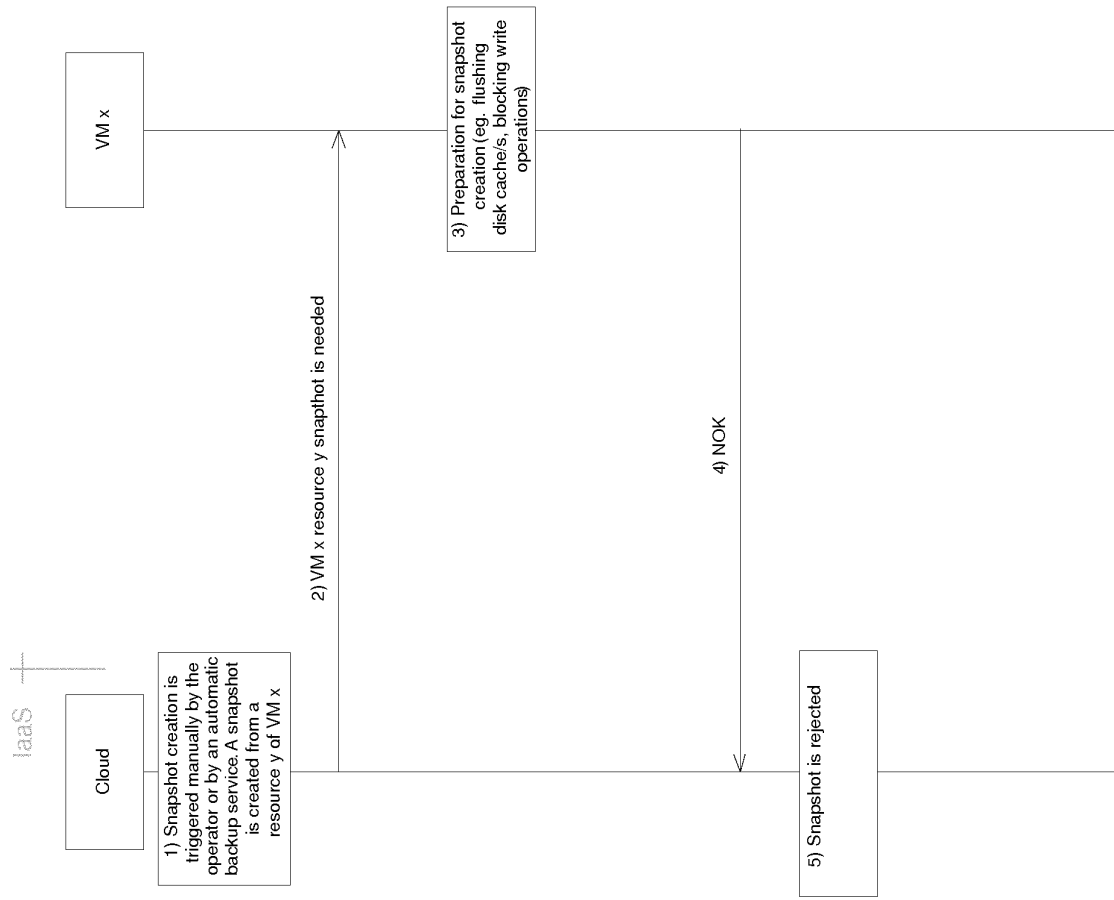 IaaS
Cloud
VM x
1) Snapshot creation is
triggered manually by the
operator or by an automatic
backup service. A snapshot
is created from a
resource y of VM x
2) VM x resource y snapthot is needed
3) Preparation for snapshot
creation (eg. flushing
disk cache/s, blocking write
operations)
4) NOK
5) Snapshot is rejected